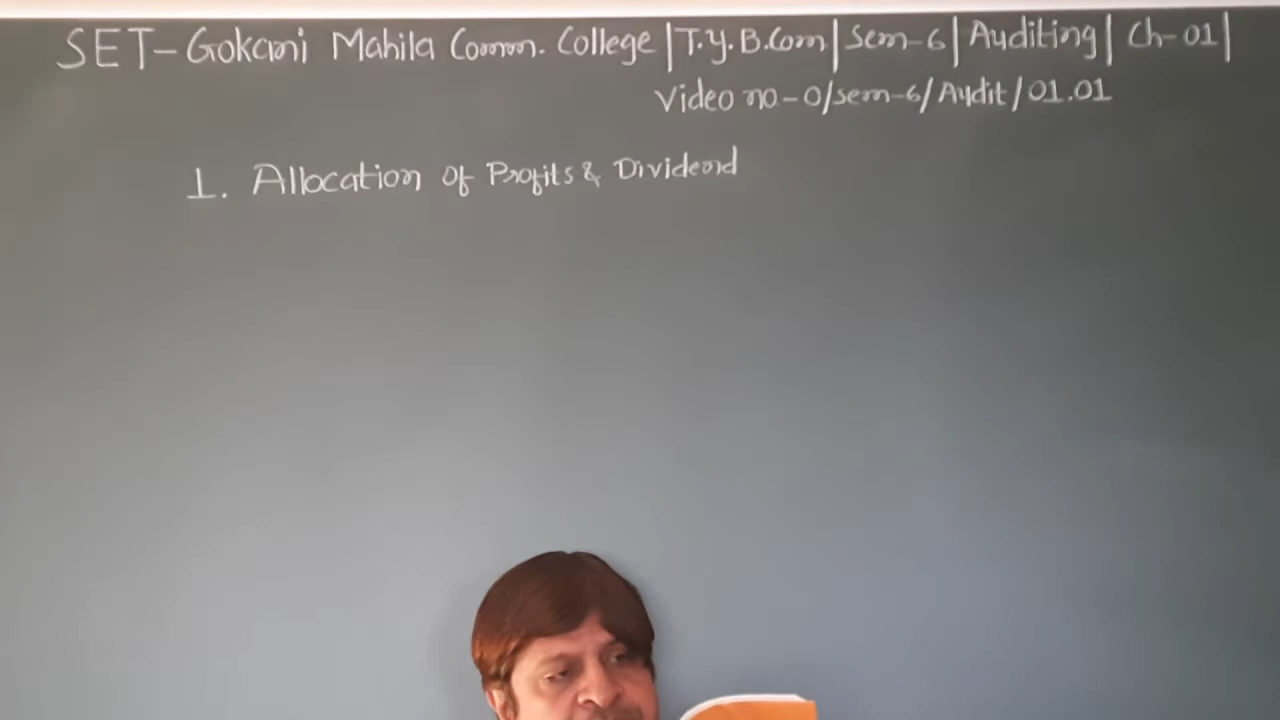 SET-Gokani Mahila Comm. College | T.Y. B.Com | Sem-6 | Auditing | Ch-01 |
Video no.-0/sem-6/Audit/01.01
1. Allocation of Profits & Dividend